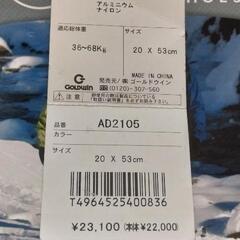 アルミニウム
ナイロン
適応総体重 サイズ
36~68Kg 20 X 53cm
MADE IN CHINA
発売元/㈱ゴールドウイン
GOLDWIN (0120)-307-560
品番 AD2105
カラー
サイズ 20 X 53cm
T4964525400836
￥23,100 (本体￥22,000)